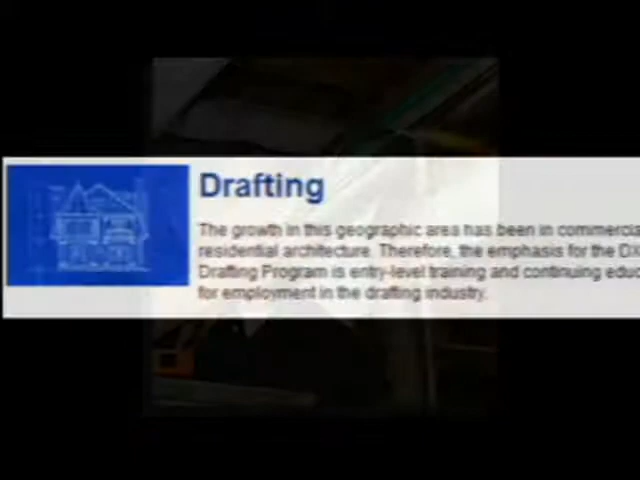 Drafting
The growth in this geographic area has been in commercia
residential architecture. Therefore, the emphasis for the
Drafting Program is entry-level training and continuing educ
for employment in the drafting industry.